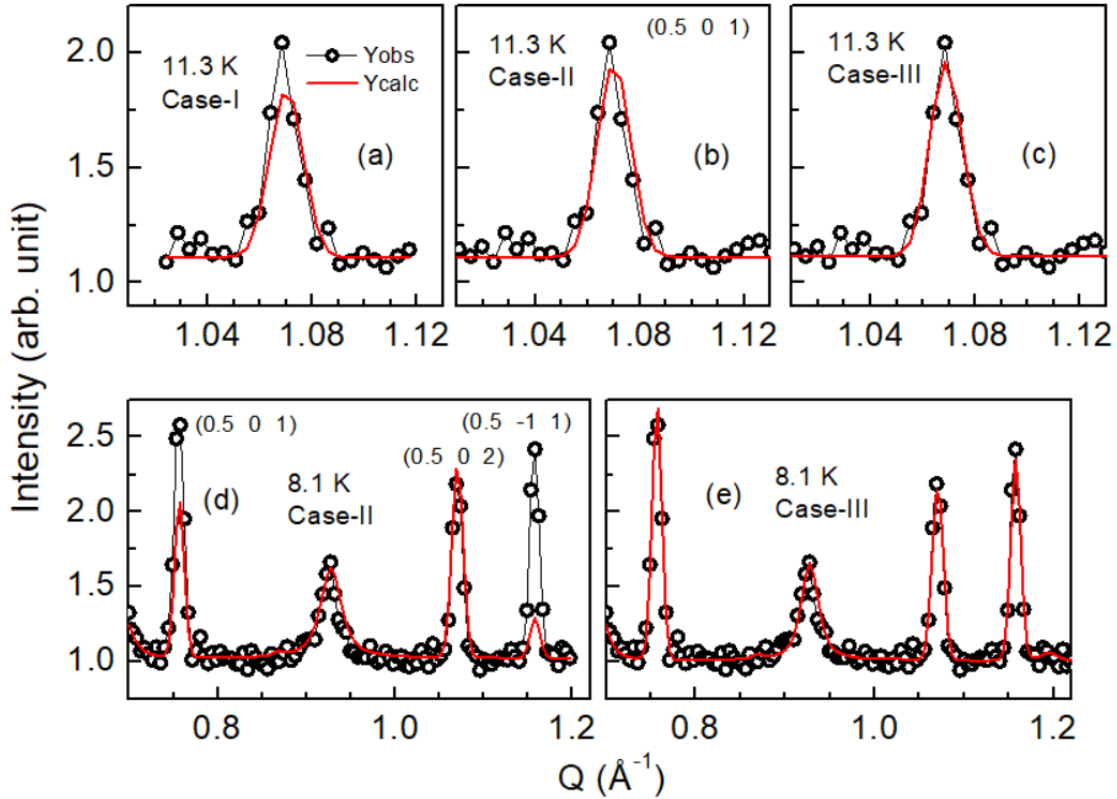 Intensity (arb. unit)
2.0
1.5
1.0
11.3 K
Case-I
Yobs
Ycalc
(a)
1.04
1.08
1.12
11.3 K
Case-II
(0.5 0 1)
(b)
1.04
1.08
1.12
11.3 K
Case-III
(c)
1.04
1.08
1.12
2.5
2.0
1.5
1.0
(0.5 0 1)
(d)
8.1 K
Case-II
(0.5 0 2)
(0.5 -1 1)
0.8
1.0
1.2
(e)
8.1 K
Case-III
0.8
1.0
1.2
Q (Å⁻¹)